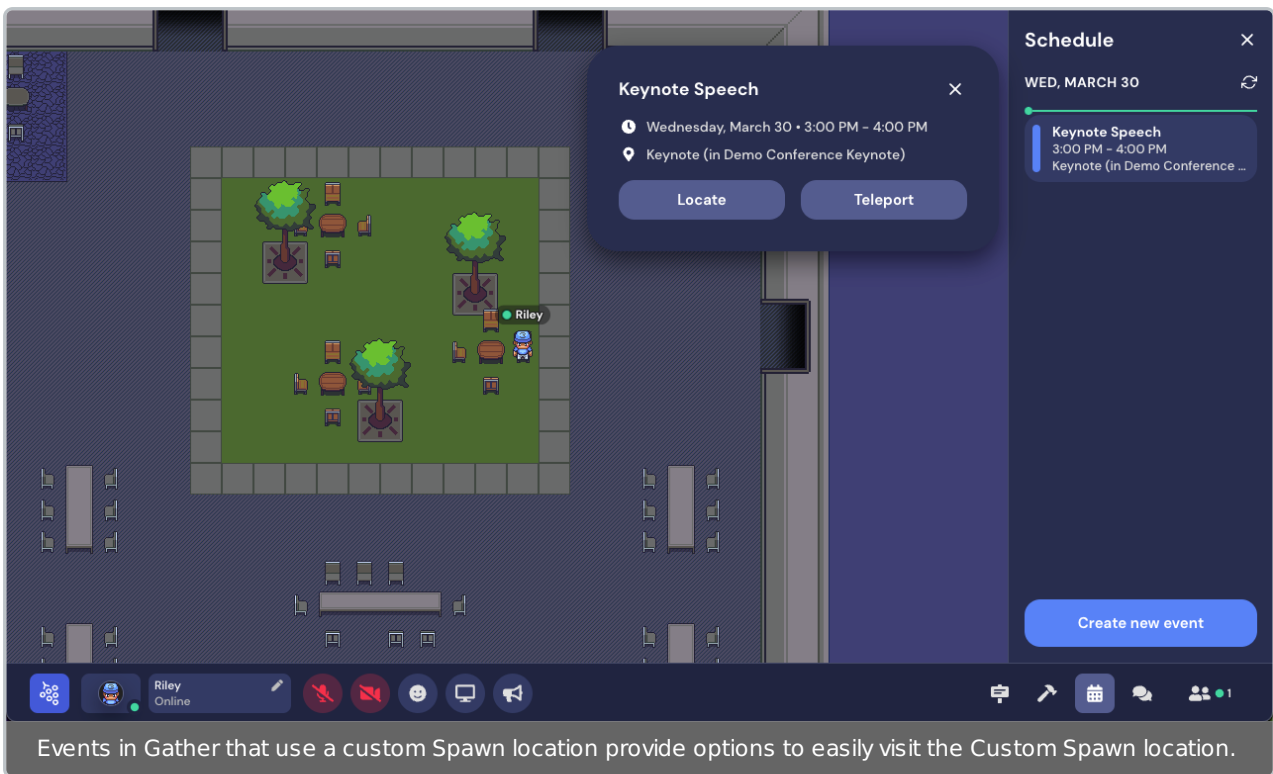 Schedule
WED, MARCH 30
Keynote Speech
3:00 PM - 4:00 PM
Keynote (in Demo Conference ...
Keynote Speech
Wednesday, March 30 • 3:00 PM - 4:00 PM
Keynote (in Demo Conference Keynote)
Locate
Teleport
Riley
Create new event
Riley
Online
1
Events in Gather that use a custom Spawn location provide options to easily visit the Custom Spawn location.